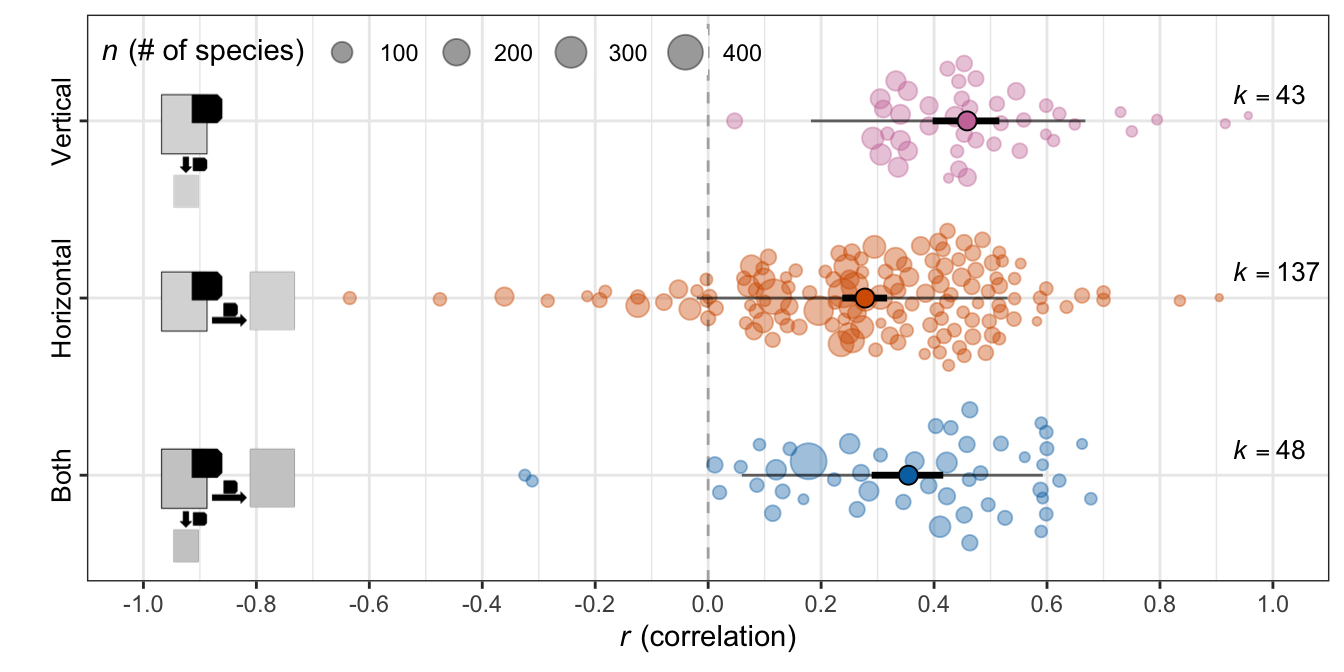 n (# of species) 100 200 300 400
Vertical
k = 43
Horizontal
k = 137
Both
k = 48
-1.0 -0.8 -0.6 -0.4 -0.2 0.0 0.2 0.4 0.6 0.8 1.0
r (correlation)